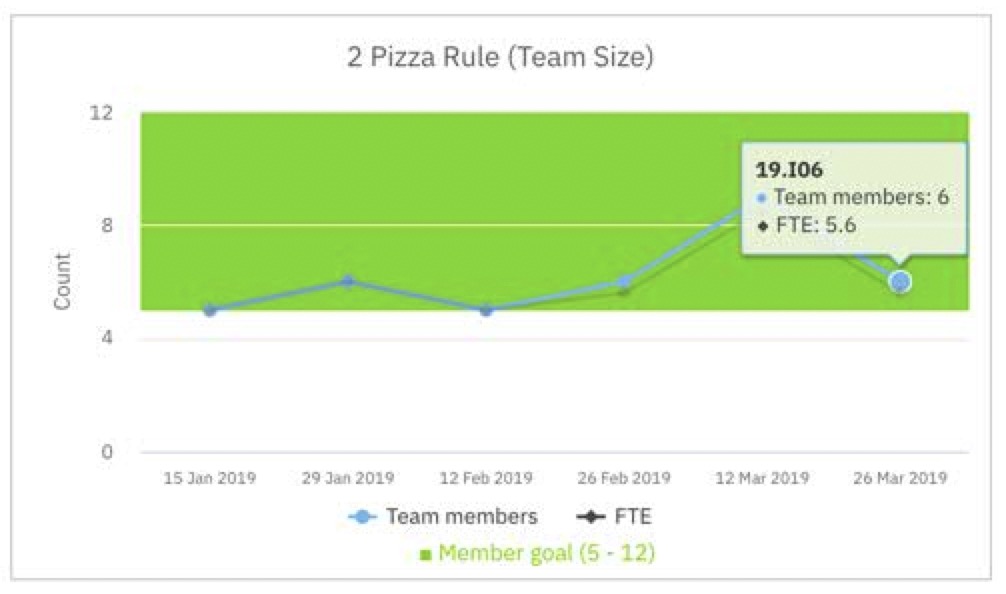 2 Pizza Rule (Team Size)
12
8
4
0
Count
19.I06
Team members: 6
FTE: 5.6
15 Jan 2019
29 Jan 2019
12 Feb 2019
26 Feb 2019
12 Mar 2019
26 Mar 2019
Team members
FTE
Member goal (5 - 12)